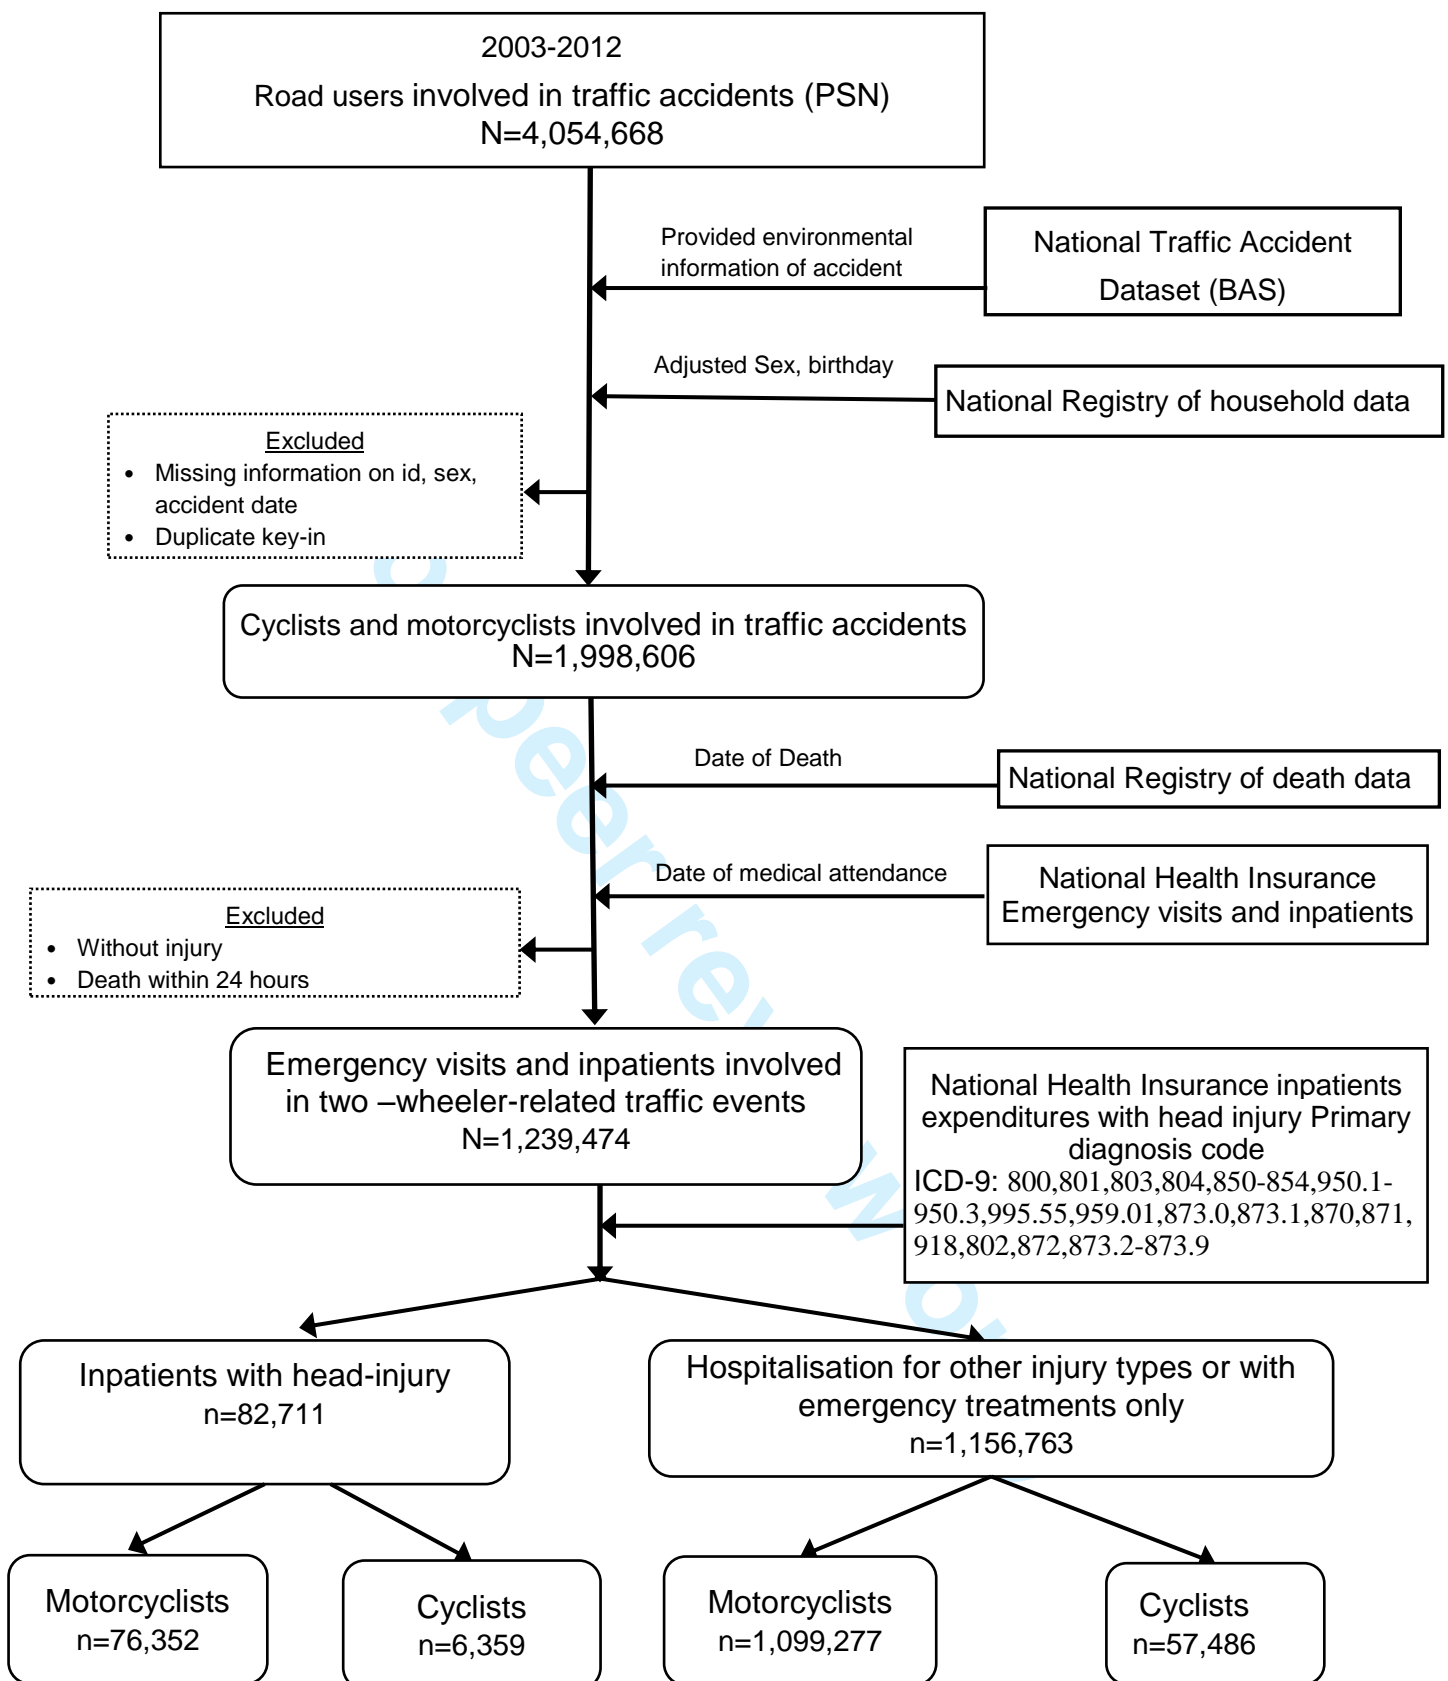 2003-2012
Road users involved in traffic accidents (PSN)
N=4,054,668
Provided environmental
information of accident
National Traffic Accident
Dataset (BAS)
Adjusted Sex, birthday
National Registry of household data
Excluded
• Missing information on id, sex,
accident date
• Duplicate key-in
Cyclists and motorcyclists involved in traffic accidents
N=1,998,606
Date of Death
National Registry of death data
Date of medical attendance
National Health Insurance
Emergency visits and inpatients
Excluded
• Without injury
• Death within 24 hours
Emergency visits and inpatients involved
in two –wheeler-related traffic events
N=1,239,474
National Health Insurance inpatients
expenditures with head injury Primary
diagnosis code
ICD-9: 800,801,803,804,850-854,950.1-
950.3,995.55,959.01,873.0,873.1,870,871,
918,802,872,873.2-873.9
Inpatients with head-injury
n=82,711
Hospitalisation for other injury types or with
emergency treatments only
n=1,156,763
Motorcyclists
n=76,352
Cyclists
n=6,359
Motorcyclists
n=1,099,277
Cyclists
n=57,486
peer review